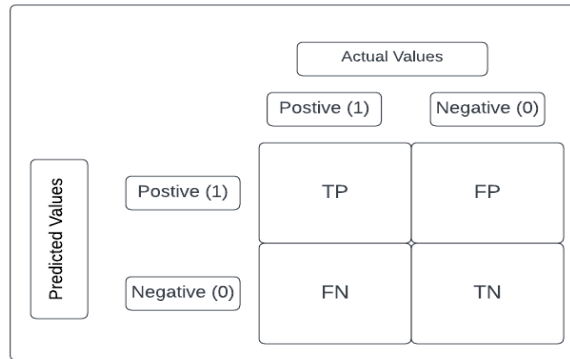 Actual Values
Postive (1)
Negative (0)
Predicted Values
Postive (1)
TP
FP
Negative (0)
FN
TN